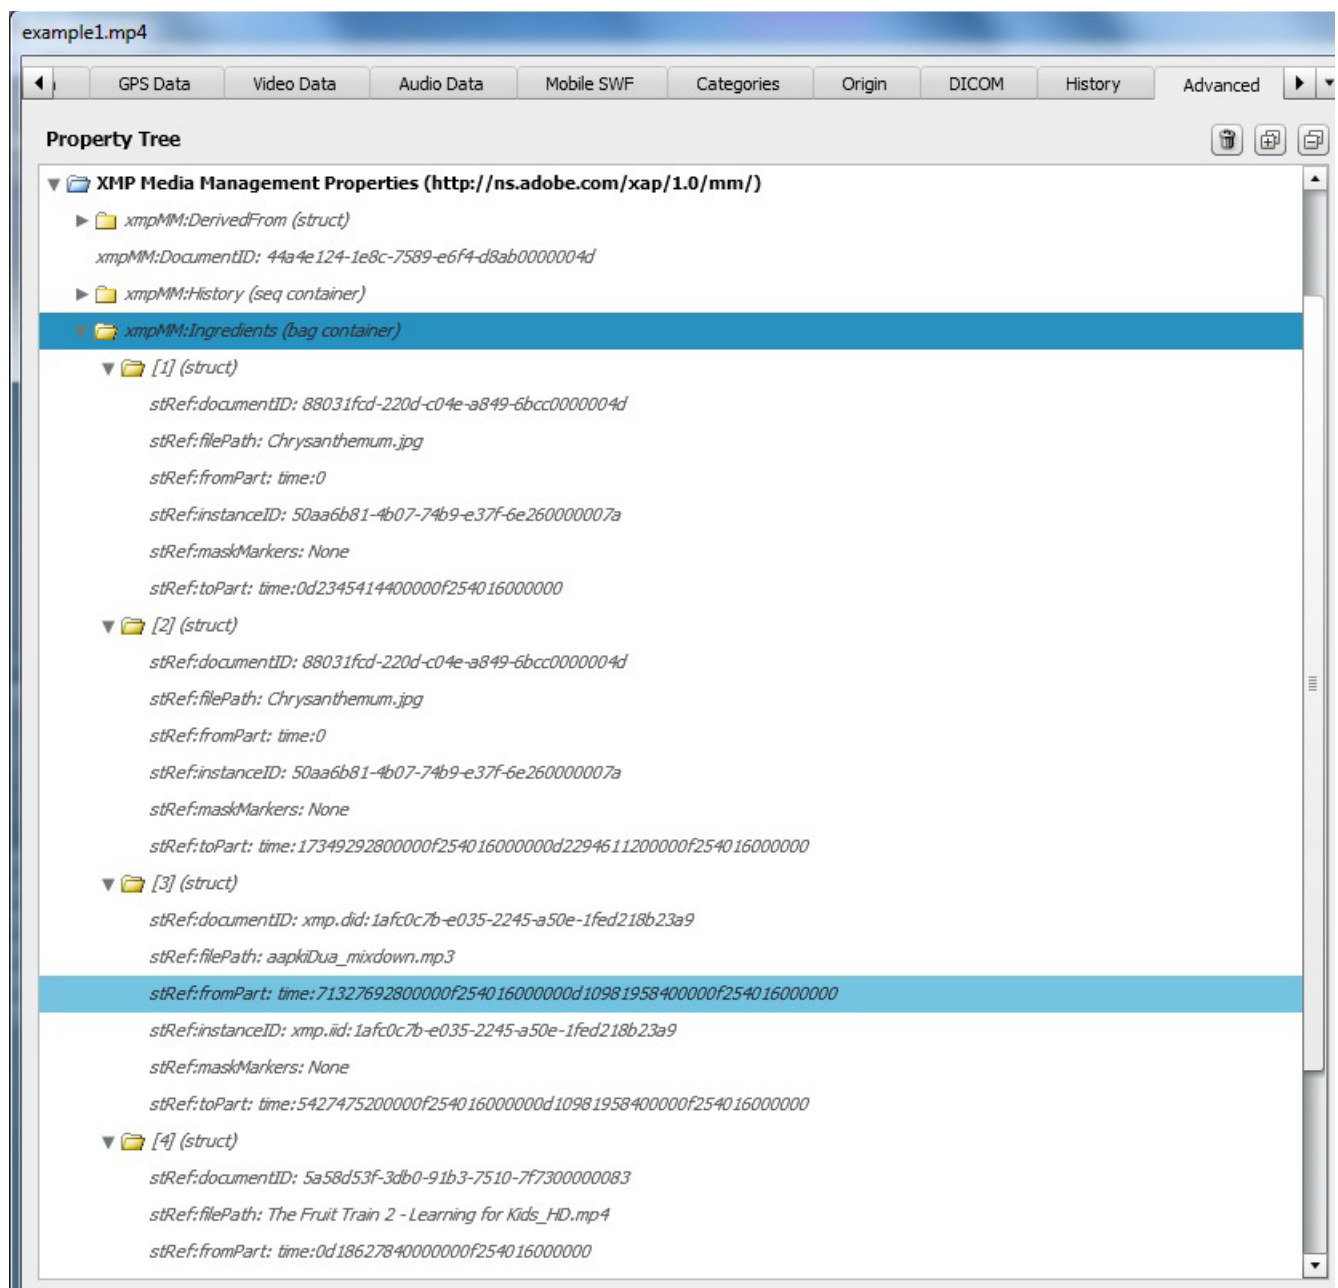 example1.mp4
GPS Data Video Data Audio Data Mobile SWF Categories Origin DICOM History Advanced
Property Tree
XMP Media Management Properties (http://ns.adobe.com/xap/1.0/mm/)
xmpMM:DerivedFrom (struct)
xmpMM:DocumentID: 44a4e124-1e8c-7589-e6f4-d8ab0000004d
xmpMM:History (seq container)
xmpMM:Ingredients (bag container)
[1] (struct)
stRef:documentID: 88031fcd-220d-c04e-a849-6bcc0000004d
stRef:filePath: Chrysanthemum.jpg
stRef:fromPart: time:0
stRef:instanceID: 50aa6b81-4b07-74b9-e37f-6e260000007a
stRef:maskMarkers: None
stRef:toPart: time:0d2345414400000f254016000000
[2] (struct)
stRef:documentID: 88031fcd-220d-c04e-a849-6bcc0000004d
stRef:filePath: Chrysanthemum.jpg
stRef:fromPart: time:0
stRef:instanceID: 50aa6b81-4b07-74b9-e37f-6e260000007a
stRef:maskMarkers: None
stRef:toPart: time:17349292800000f254016000000d2294611200000f254016000000
[3] (struct)
stRef:documentID: xmp.did:1afc0c7b-e035-2245-a50e-1fed218b23a9
stRef:filePath: aapkiDua_mixdown.mp3
stRef:fromPart: time:71327692800000f254016000000d10981958400000f254016000000
stRef:instanceID: xmp.iid:1afc0c7b-e035-2245-a50e-1fed218b23a9
stRef:maskMarkers: None
stRef:toPart: time:5427475200000f254016000000d10981958400000f254016000000
[4] (struct)
stRef:documentID: 5a58d53f-3db0-91b3-7510-7f7300000083
stRef:filePath: The Fruit Train 2 - Learning for Kids_HD.mp4
stRef:fromPart: time:0d18627840000000f254016000000